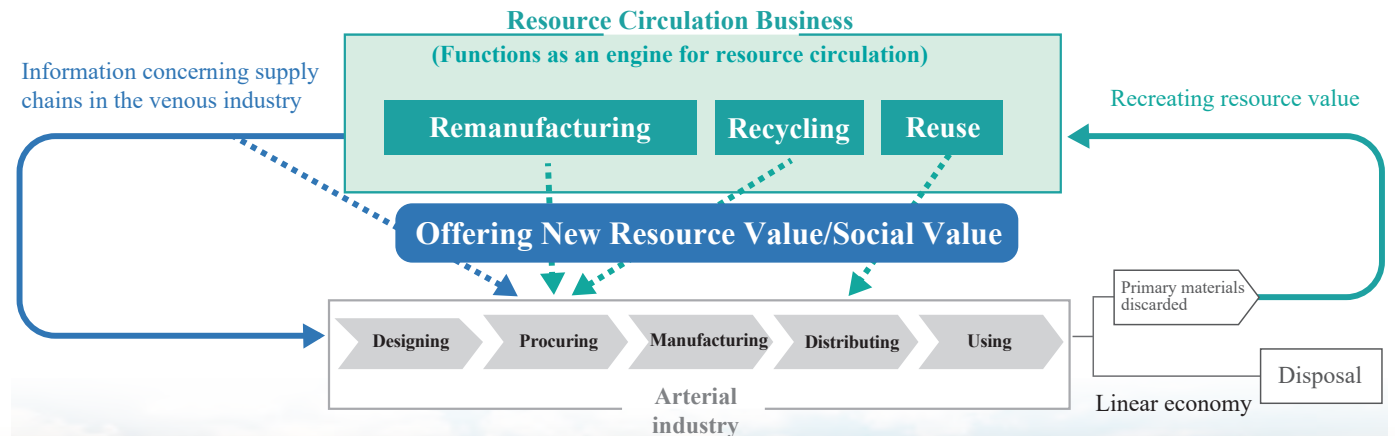 Resource Circulation Business
(Functions as an engine for resource circulation)
Information concerning supply
chains in the venous industry
Recreating resource value
Remanufacturing
Recycling
Reuse
Offering New Resource Value/Social Value
Primary materials
discarded
Designing
Procuring
Manufacturing
Distributing
Using
Disposal
Linear economy
Arterial
industry